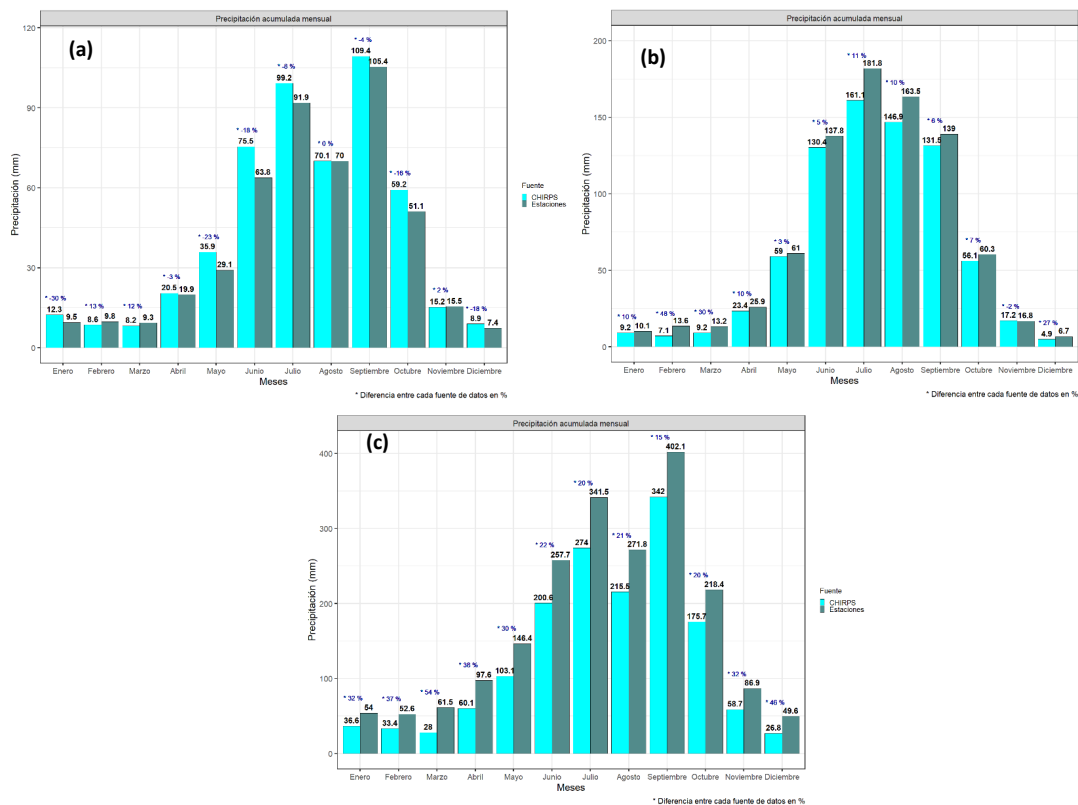 Precipitación acumulada mensual
(a)
Precipitación (mm)
120
90
60
30
0
* -30 %
12.3
9.5
* 13 %
8.6
9.8
* 12 %
8.2
9.3
* -3 %
20.5
19.9
* -23 %
35.9
29.1
* -18 %
75.5
63.8
* -8 %
99.2
91.9
* 0 %
70.1
70
* -4 %
109.4
105.4
* -16 %
59.2
51.1
* 2 %
15.2
15.5
* -18 %
8.9
7.4
Enero Febrero Marzo Abril Mayo Junio Julio Agosto Septiembre Octubre Noviembre Diciembre
Meses
* Diferencia entre cada fuente de datos en %
Fuente
CHIRPS
Estaciones
Precipitación acumulada mensual
(b)
Precipitación (mm)
200
150
100
50
0
* 10 %
9.2
10.1
* 48 %
7.1
13.6
* 30 %
9.2
13.2
* 10 %
23.4
25.9
* 3 %
59
61
* 5 %
130.4
137.8
* 11 %
161.1
181.8
* 10 %
146.9
163.5
* 6 %
131.5
139
* 7 %
56.1
60.3
* -2 %
17.2
16.8
* 27 %
4.9
6.7
Enero Febrero Marzo Abril Mayo Junio Julio Agosto Septiembre Octubre Noviembre Diciembre
Meses
* Diferencia entre cada fuente de datos en %
Precipitación acumulada mensual
(c)
Precipitación (mm)
400
300
200
100
0
* 32 %
36.6
54
* 37 %
33.4
52.6
* 54 %
28
61.5
* 38 %
60.1
97.6
* 30 %
103.1
146.4
* 22 %
200.6
257.7
* 20 %
274
341.5
* 21 %
215.5
271.8
* 15 %
342
402.1
* 20 %
175.7
218.4
* 32 %
58.7
86.9
* 46 %
26.8
49.6
Enero Febrero Marzo Abril Mayo Junio Julio Agosto Septiembre Octubre Noviembre Diciembre
Meses
* Diferencia entre cada fuente de datos en %
Fuente
CHIRPS
Estaciones